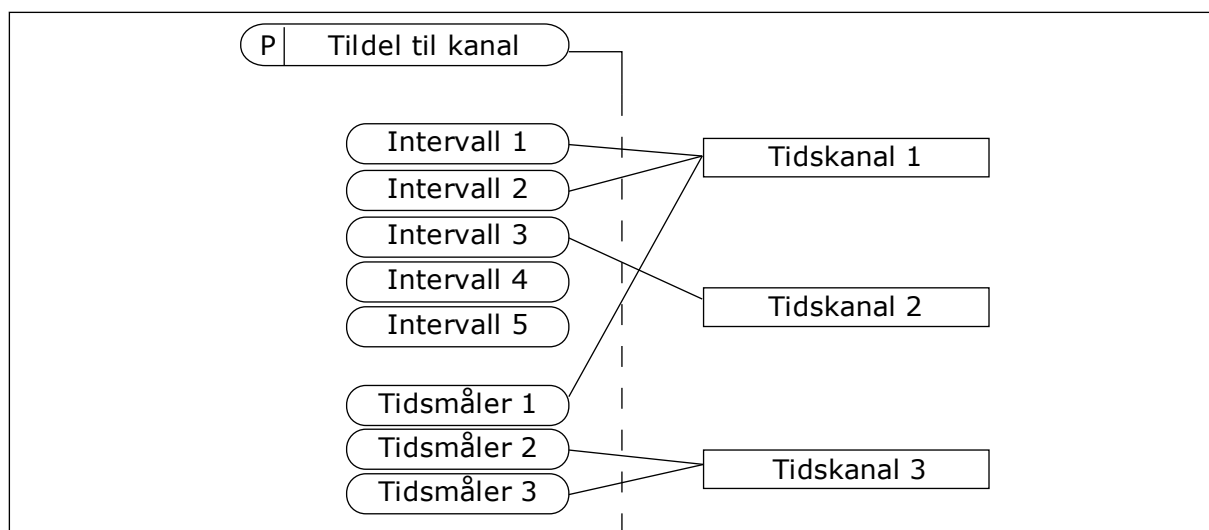 P Tildel til kanal
Intervall 1
Intervall 2
Intervall 3
Intervall 4
Intervall 5
Tidsmåler 1
Tidsmåler 2
Tidsmåler 3
Tidskanal 1
Tidskanal 2
Tidskanal 3